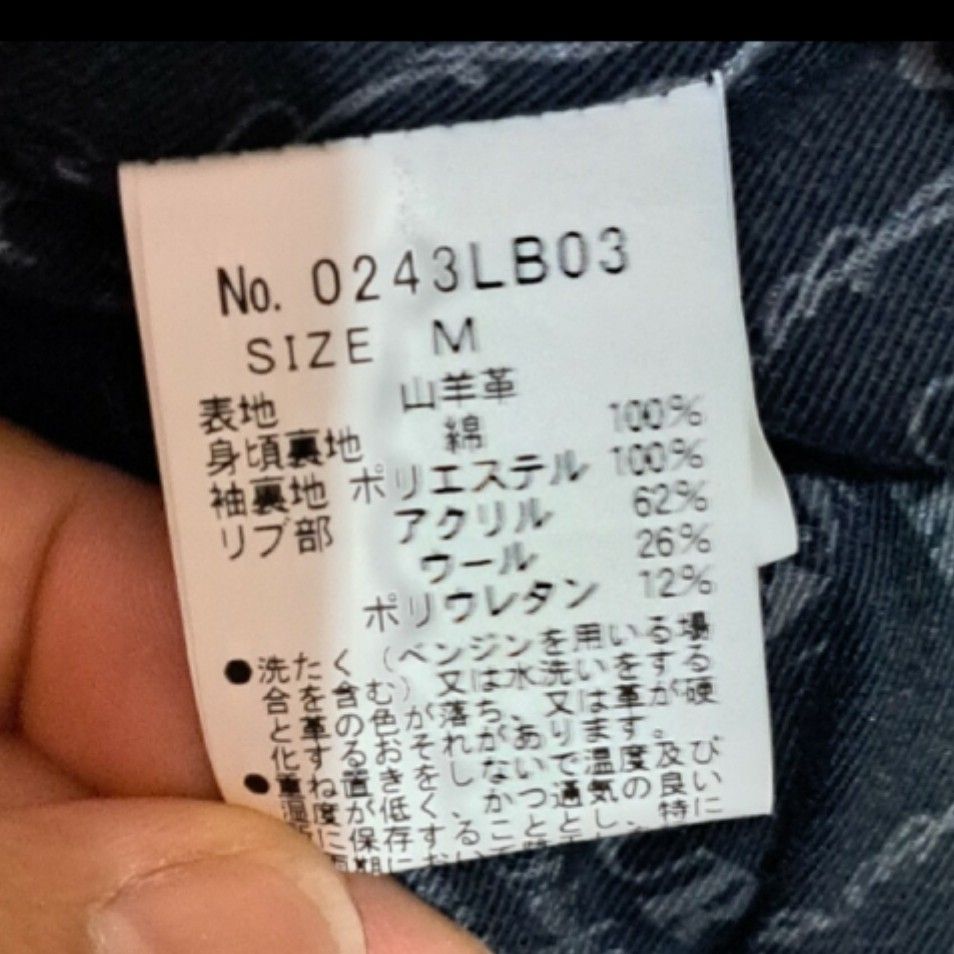 No. 0243LB03
SIZE M
表地 山羊革
身頃裏地 綿 100%
袖裏地 ポリエステル 100%
リブ部 アクリル 62%
ウール 26%
ポリウレタン 12%
●洗たく(ベンジンを用いる場
合を含む)又は水洗いをする
と革の色が落ち、又は革が硬
化するおそれがあります。
●重ね置きをしないで温度及び
湿度が低く、かつ通気の良い
に保存することとし、特に